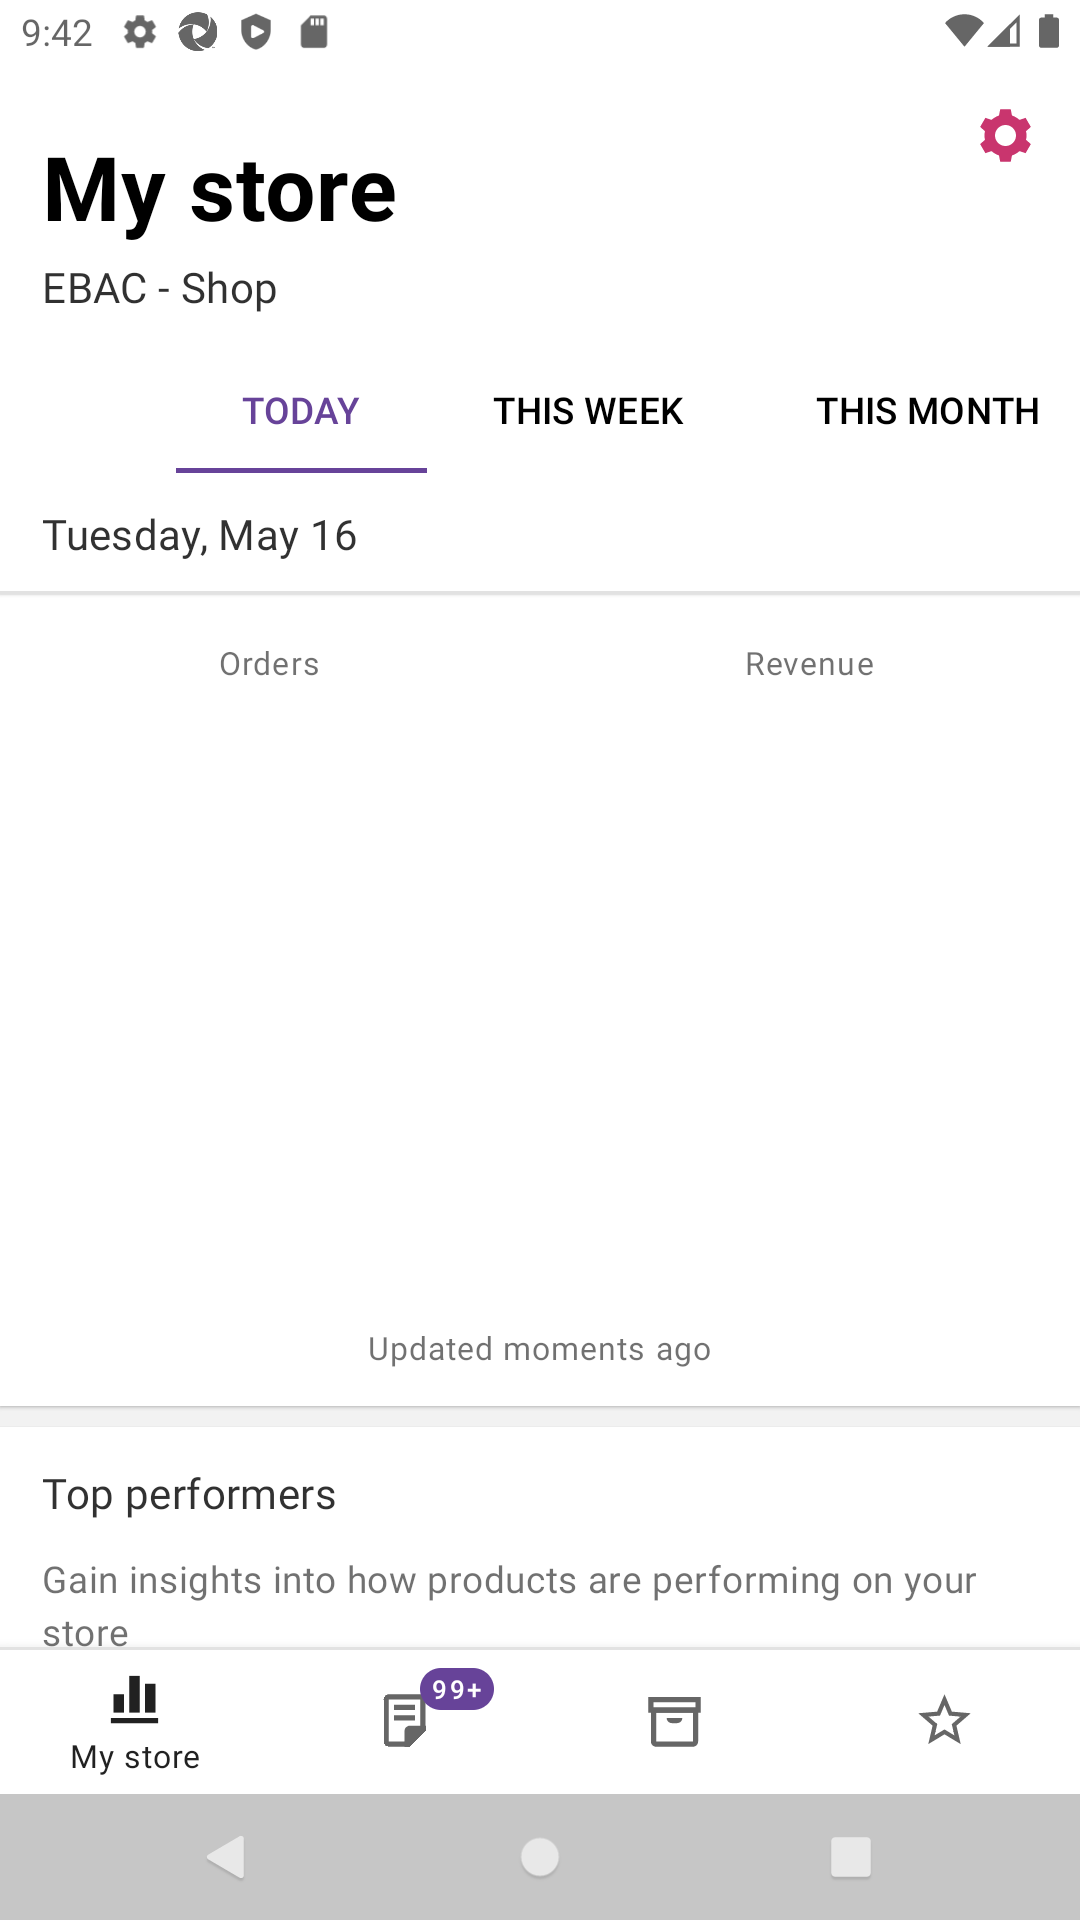 9:42
My store
EBAC - Shop
TODAY THIS WEEK THIS MONTH
Tuesday, May 16
Orders Revenue
Updated moments ago
Top performers
Gain insights into how products are performing on your
store
99+
My store